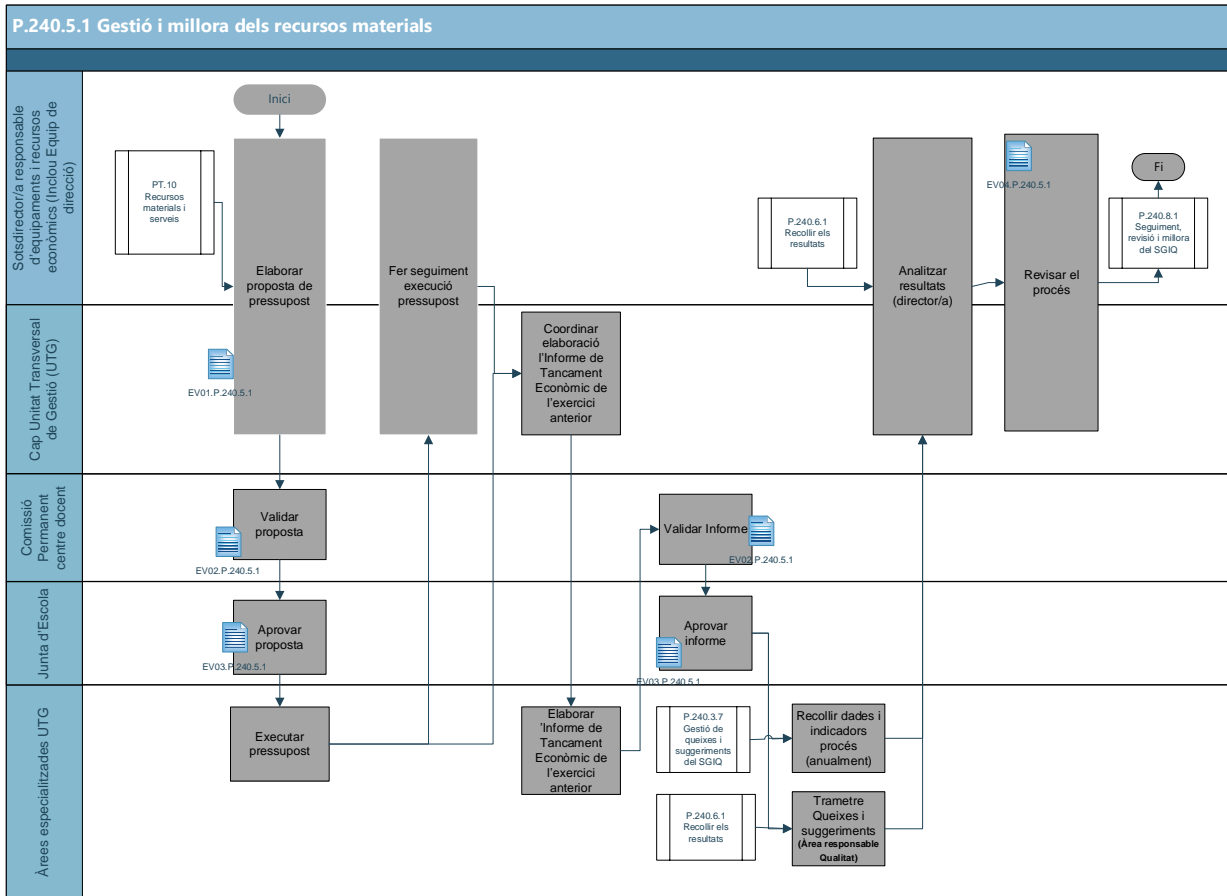 P.240.5.1 Gestió i millora dels recursos materials
Sotsdirector/a responsable
d'equipaments i recursos
econòmics (Inclou Equip de
direcció)
Inici
PT.10
Recursos
materials i
serveis
Elaborar
proposta de
pressupost
Fer seguiment
execució
pressupost
P.240.6.1
Recollir els
resultats
Analitzar
resultats
(director/a)
EV04.P.240.5.1
Revisar el
procés
Fi
P.240.8.1
Seguiment,
revisió i millora
del SGIQ
Cap Unitat Transversal
de Gestió (UTG)
EV01.P.240.5.1
Coordinar
elaboració
l'Informe de
Tancament
Econòmic de
l'exercici
anterior
Comissió
Permanent
centre docent
Validar
proposta
EV02.P.240.5.1
Validar Informe
EV02.P.240.5.1
Junta d'Escola
Aprovar
proposta
EV03.P.240.5.1
Aprovar
informe
EV03.P.240.5.1
Àrees especialitzades UTG
Executar
pressupost
Elaborar
'Informe de
Tancament
Econòmic de
l'exercici
anterior
P.240.3.7
Gestió de
queixes i
suggeriments
del SGIQ
Recollir dades i
indicadors
procés
(anualment)
P.240.6.1
Recollir els
resultats
Trametre
Queixes i
suggeriments
(Àrea responsable
Qualitat)